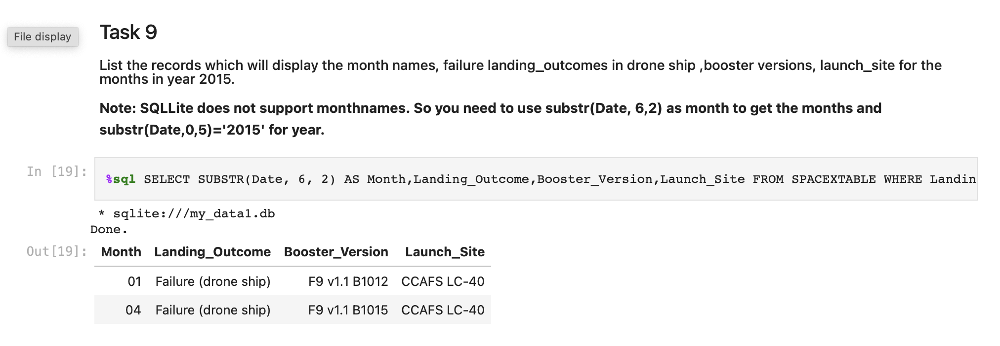 File display
Task 9
List the records which will display the month names, failure landing_outcomes in drone ship ,booster versions, launch_site for the
months in year 2015.
Note: SQLLite does not support monthnames. So you need to use substr(Date, 6,2) as month to get the months and
substr(Date,0,5)='2015' for year.
In [19]: %sql SELECT SUBSTR(Date, 6, 2) AS Month,Landing_Outcome,Booster_Version,Launch_Site FROM SPACEXTABLE WHERE Landin
* sqlite:///my_data1.db
Done.
Out[19]: Month Landing_Outcome Booster_Version Launch_Site
01 Failure (drone ship) F9 v1.1 B1012 CCAFS LC-40
04 Failure (drone ship) F9 v1.1 B1015 CCAFS LC-40